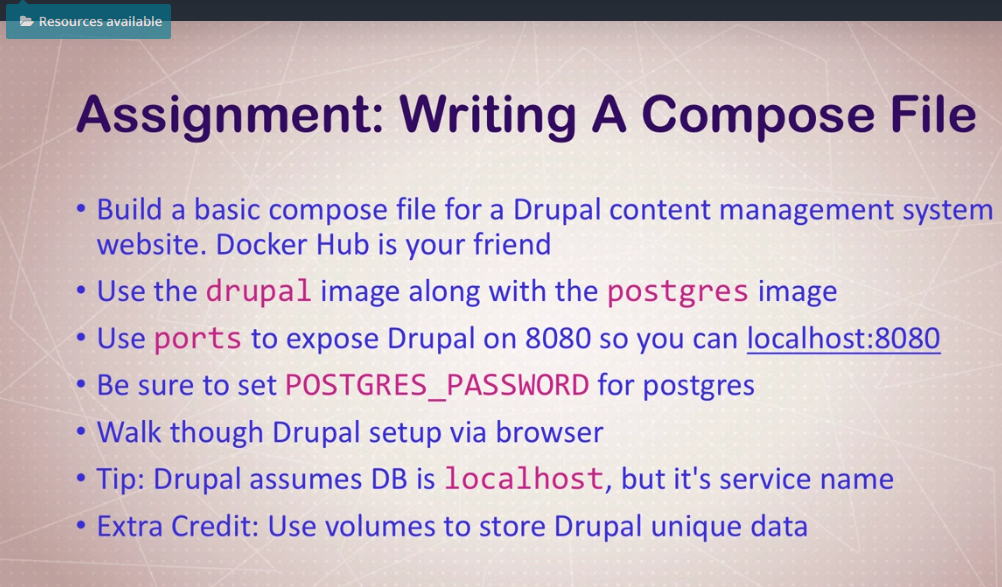 Resources available
Assignment: Writing A Compose File
• Build a basic compose file for a Drupal content management system
website. Docker Hub is your friend
• Use the drupal image along with the postgres image
• Use ports to expose Drupal on 8080 so you can localhost:8080
• Be sure to set POSTGRES_PASSWORD for postgres
• Walk though Drupal setup via browser
• Tip: Drupal assumes DB is localhost, but it's service name
• Extra Credit: Use volumes to store Drupal unique data